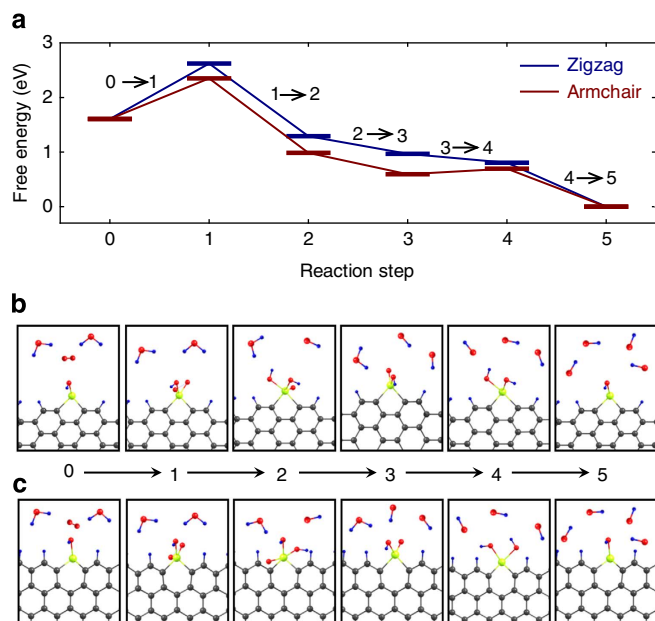 a
3
2
1
0
Free energy (eV)
0 → 1
1 → 2
2 → 3
3 → 4
4 → 5
Zigzag
Armchair
0 1 2 3 4 5
Reaction step
b
0 1 2 3 4 5
c